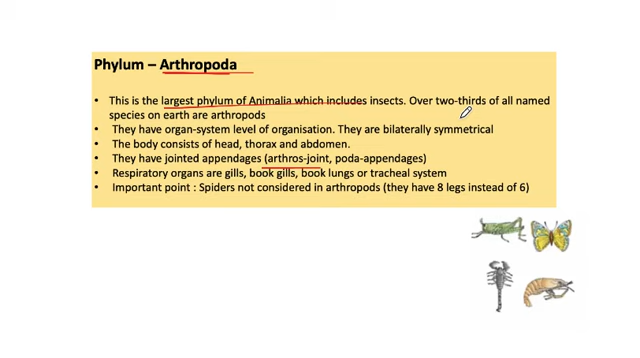 Phylum – Arthropoda
• This is the largest phylum of Animalia which includes insects. Over two-thirds of all named
species on earth are arthropods
• They have organ-system level of organisation. They are bilaterally symmetrical
• The body consists of head, thorax and abdomen.
• They have jointed appendages (arthros-joint, poda-appendages)
• Respiratory organs are gills, book gills, book lungs or tracheal system
• Important point : Spiders not considered in arthropods (they have 8 legs instead of 6)